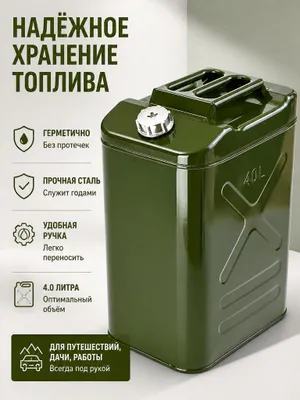 НАДЁЖНОЕ
ХРАНЕНИЕ
ТОПЛИВА
ГЕРМЕТИЧНО
Без протечек
ПРОЧНАЯ СТАЛЬ
Служит годами
УДОБНАЯ
РУЧКА
Легко
переносить
4.0 ЛИТРА
Оптимальный
объём
ДЛЯ ПУТЕШЕСТВИЙ,
ДАЧИ, РАБОТЫ
Всегда под рукой
40L